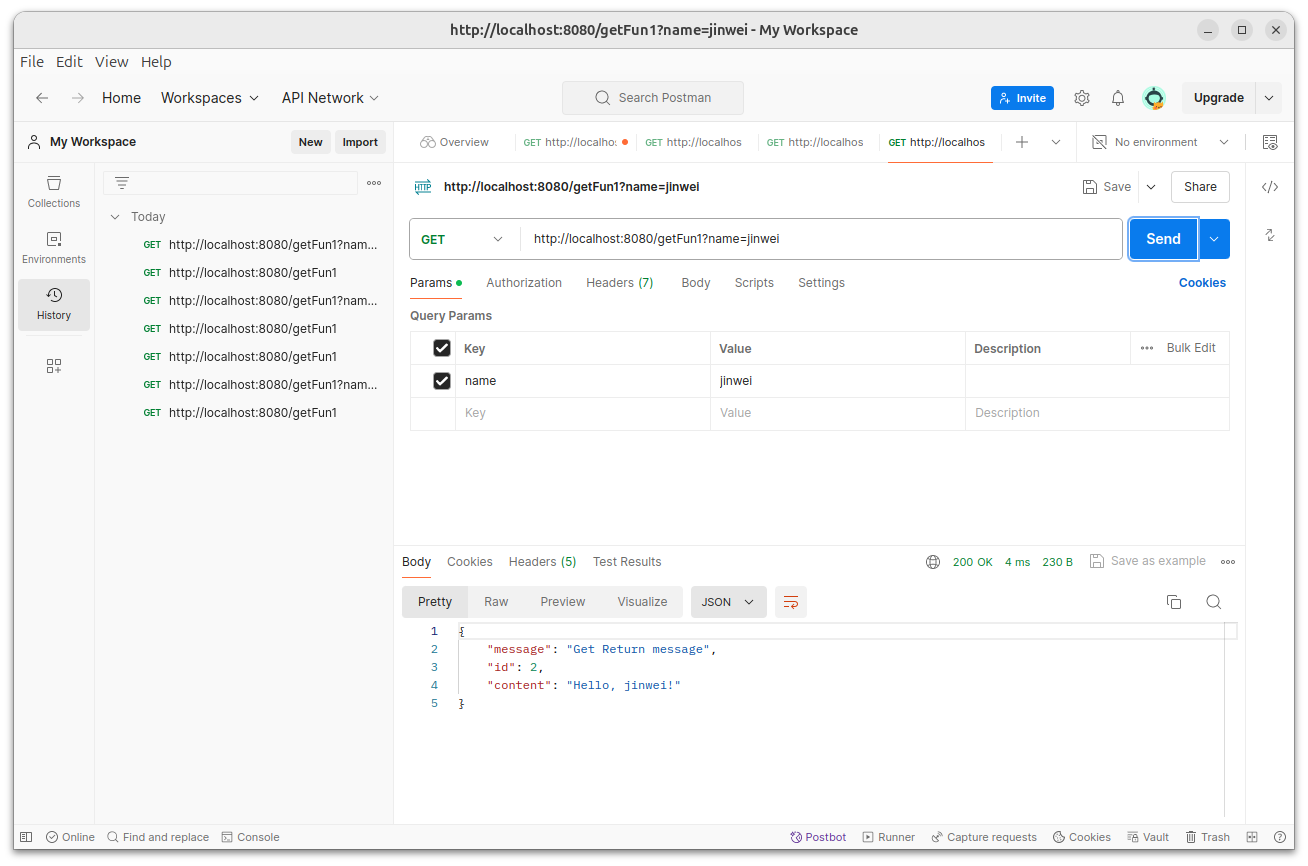 http://localhost:8080/getFun1?name=jinwei - My Workspace
File Edit View Help
Home Workspaces API Network Search Postman Invite Upgrade
My Workspace New Import Overview GET http://localhos GET http://localhos GET http://localhos GET http://localhos No environment
HTTP http://localhost:8080/getFun1?name=jinwei Save Share
Collections
Environments
History
Today
GET http://localhost:8080/getFun1?nam...
GET http://localhost:8080/getFun1
GET http://localhost:8080/getFun1?nam...
GET http://localhost:8080/getFun1
GET http://localhost:8080/getFun1
GET http://localhost:8080/getFun1?nam...
GET http://localhost:8080/getFun1
GET http://localhost:8080/getFun1?name=jinwei Send
Params Authorization Headers (7) Body Scripts Settings Cookies
Query Params
Key Value Description Bulk Edit
name jinwei
Key Value Description
Body Cookies Headers (5) Test Results 200 OK 4 ms 230 B Save as example
Pretty Raw Preview Visualize JSON
1 {
2 "message": "Get Return message",
3 "id": 2,
4 "content": "Hello, jinwei!"
5 }
Online Find and replace Console Postbot Runner Capture requests Cookies Vault Trash